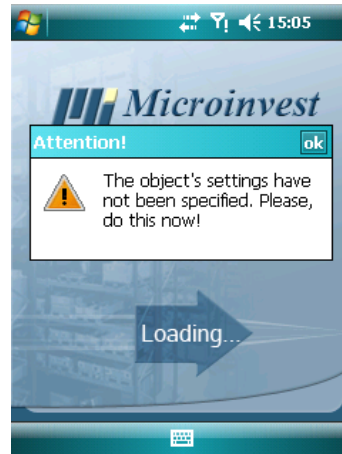 15:05
Microinvest
Attention!
ok
The object's settings have
not been specified. Please,
do this now!
Loading...